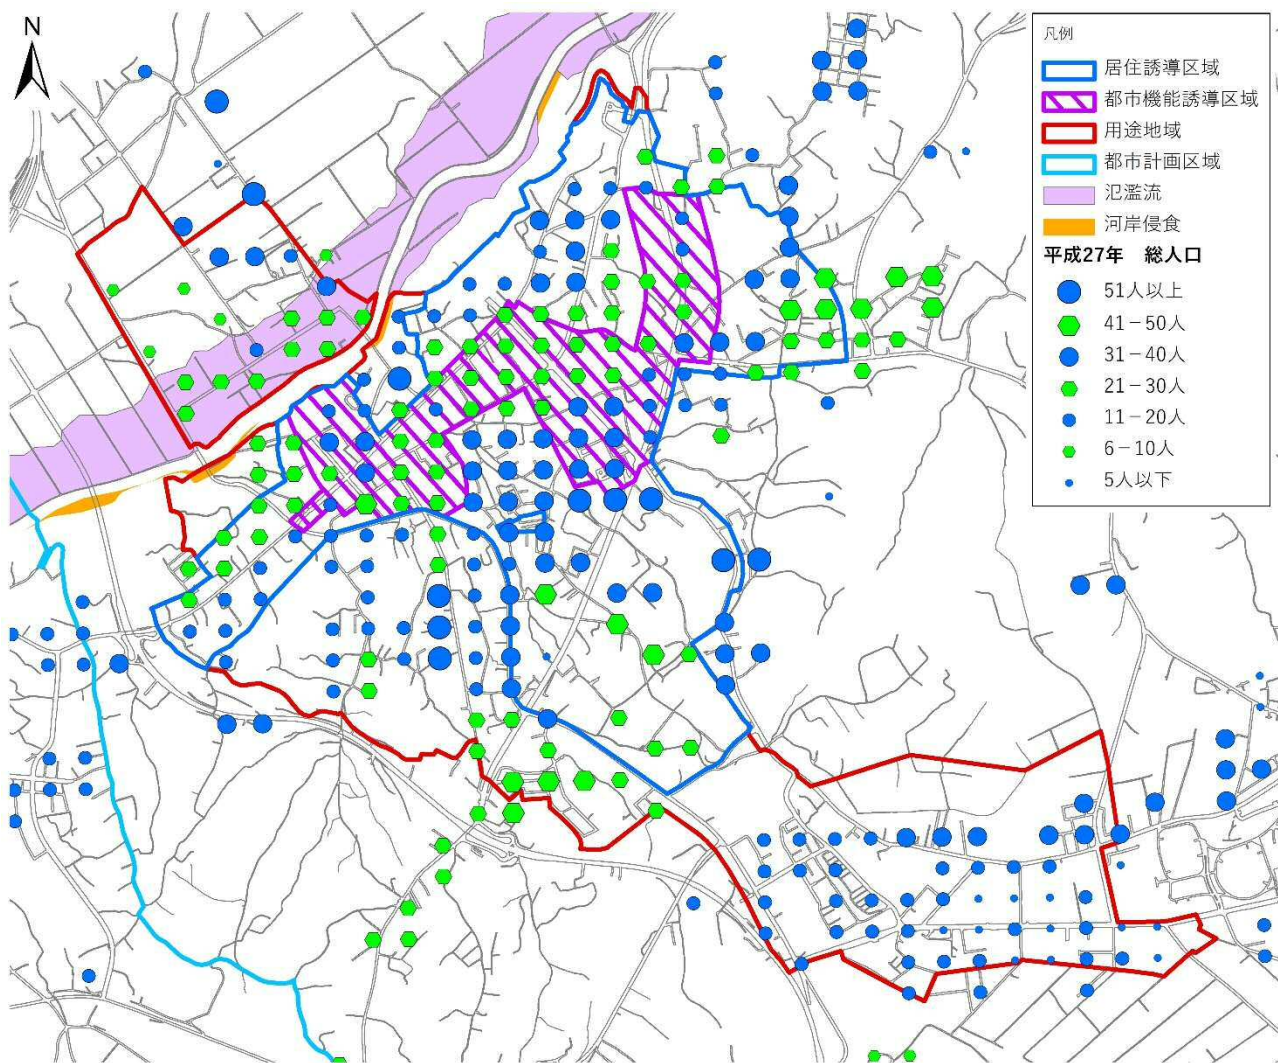 N
凡例
居住誘導区域
都市機能誘導区域
用途地域
都市計画区域
氾濫流
河岸侵食
平成27年　総人口
51人以上
41－50人
31－40人
21－30人
11－20人
6－10人
5人以下